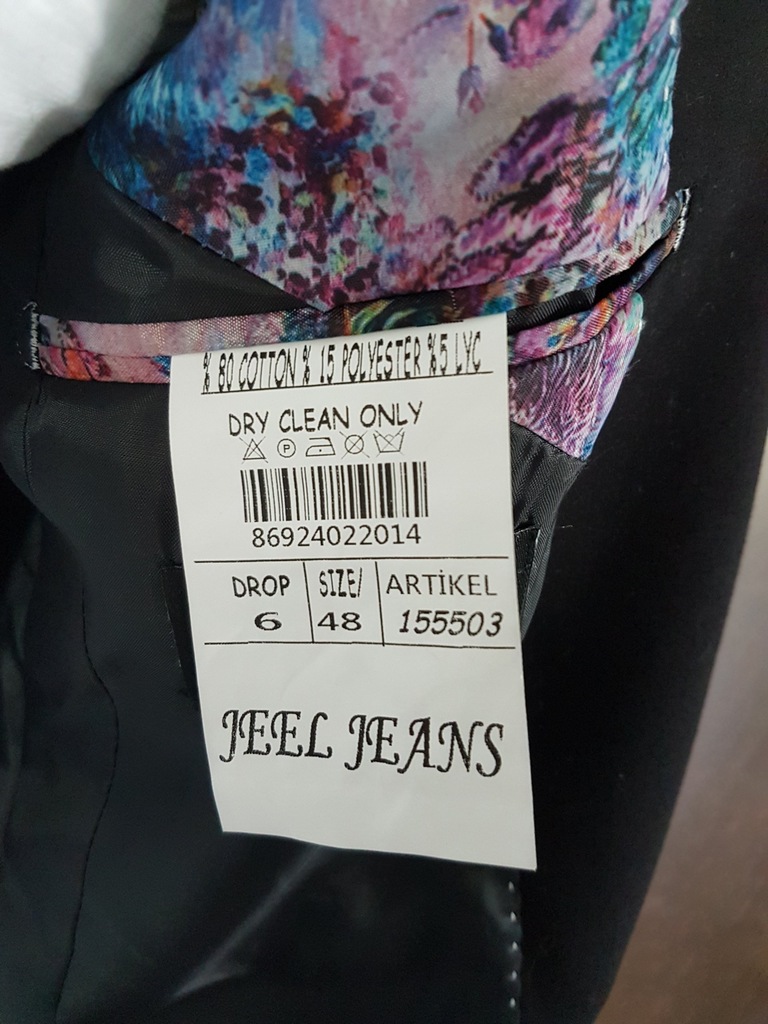 % 80 COTTON % 15 POLYESTER %5 LYC
DRY CLEAN ONLY
P
86924022014
DROP SIZE/ ARTİKEL
6 48 155503
JEEL JEANS